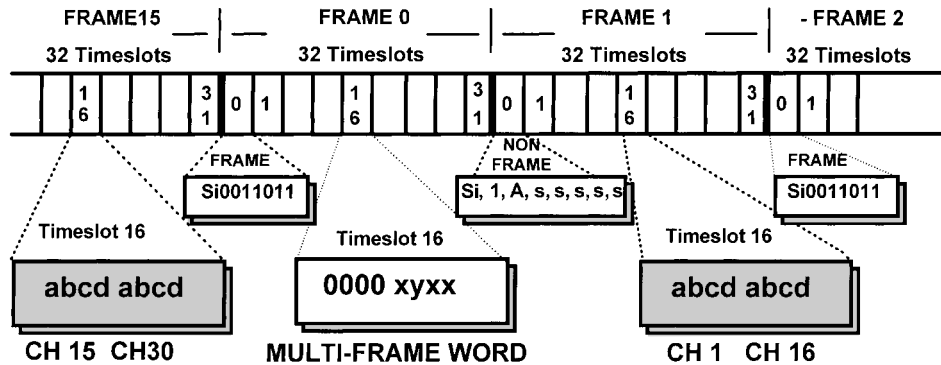 FRAME15 FRAME 0 FRAME 1 - FRAME 2
32 Timeslots 32 Timeslots 32 Timeslots 32 Timeslots
16 31 0 1 16 31 0 1 16 31 0 1
FRAME NON FRAME FRAME
Si0011011 Si, 1, A, s, s, s, s, s Si0011011
Timeslot 16 Timeslot 16 Timeslot 16
abcd abcd 0000 xyxx abcd abcd
CH 15 CH30 MULTI-FRAME WORD CH 1 CH 16